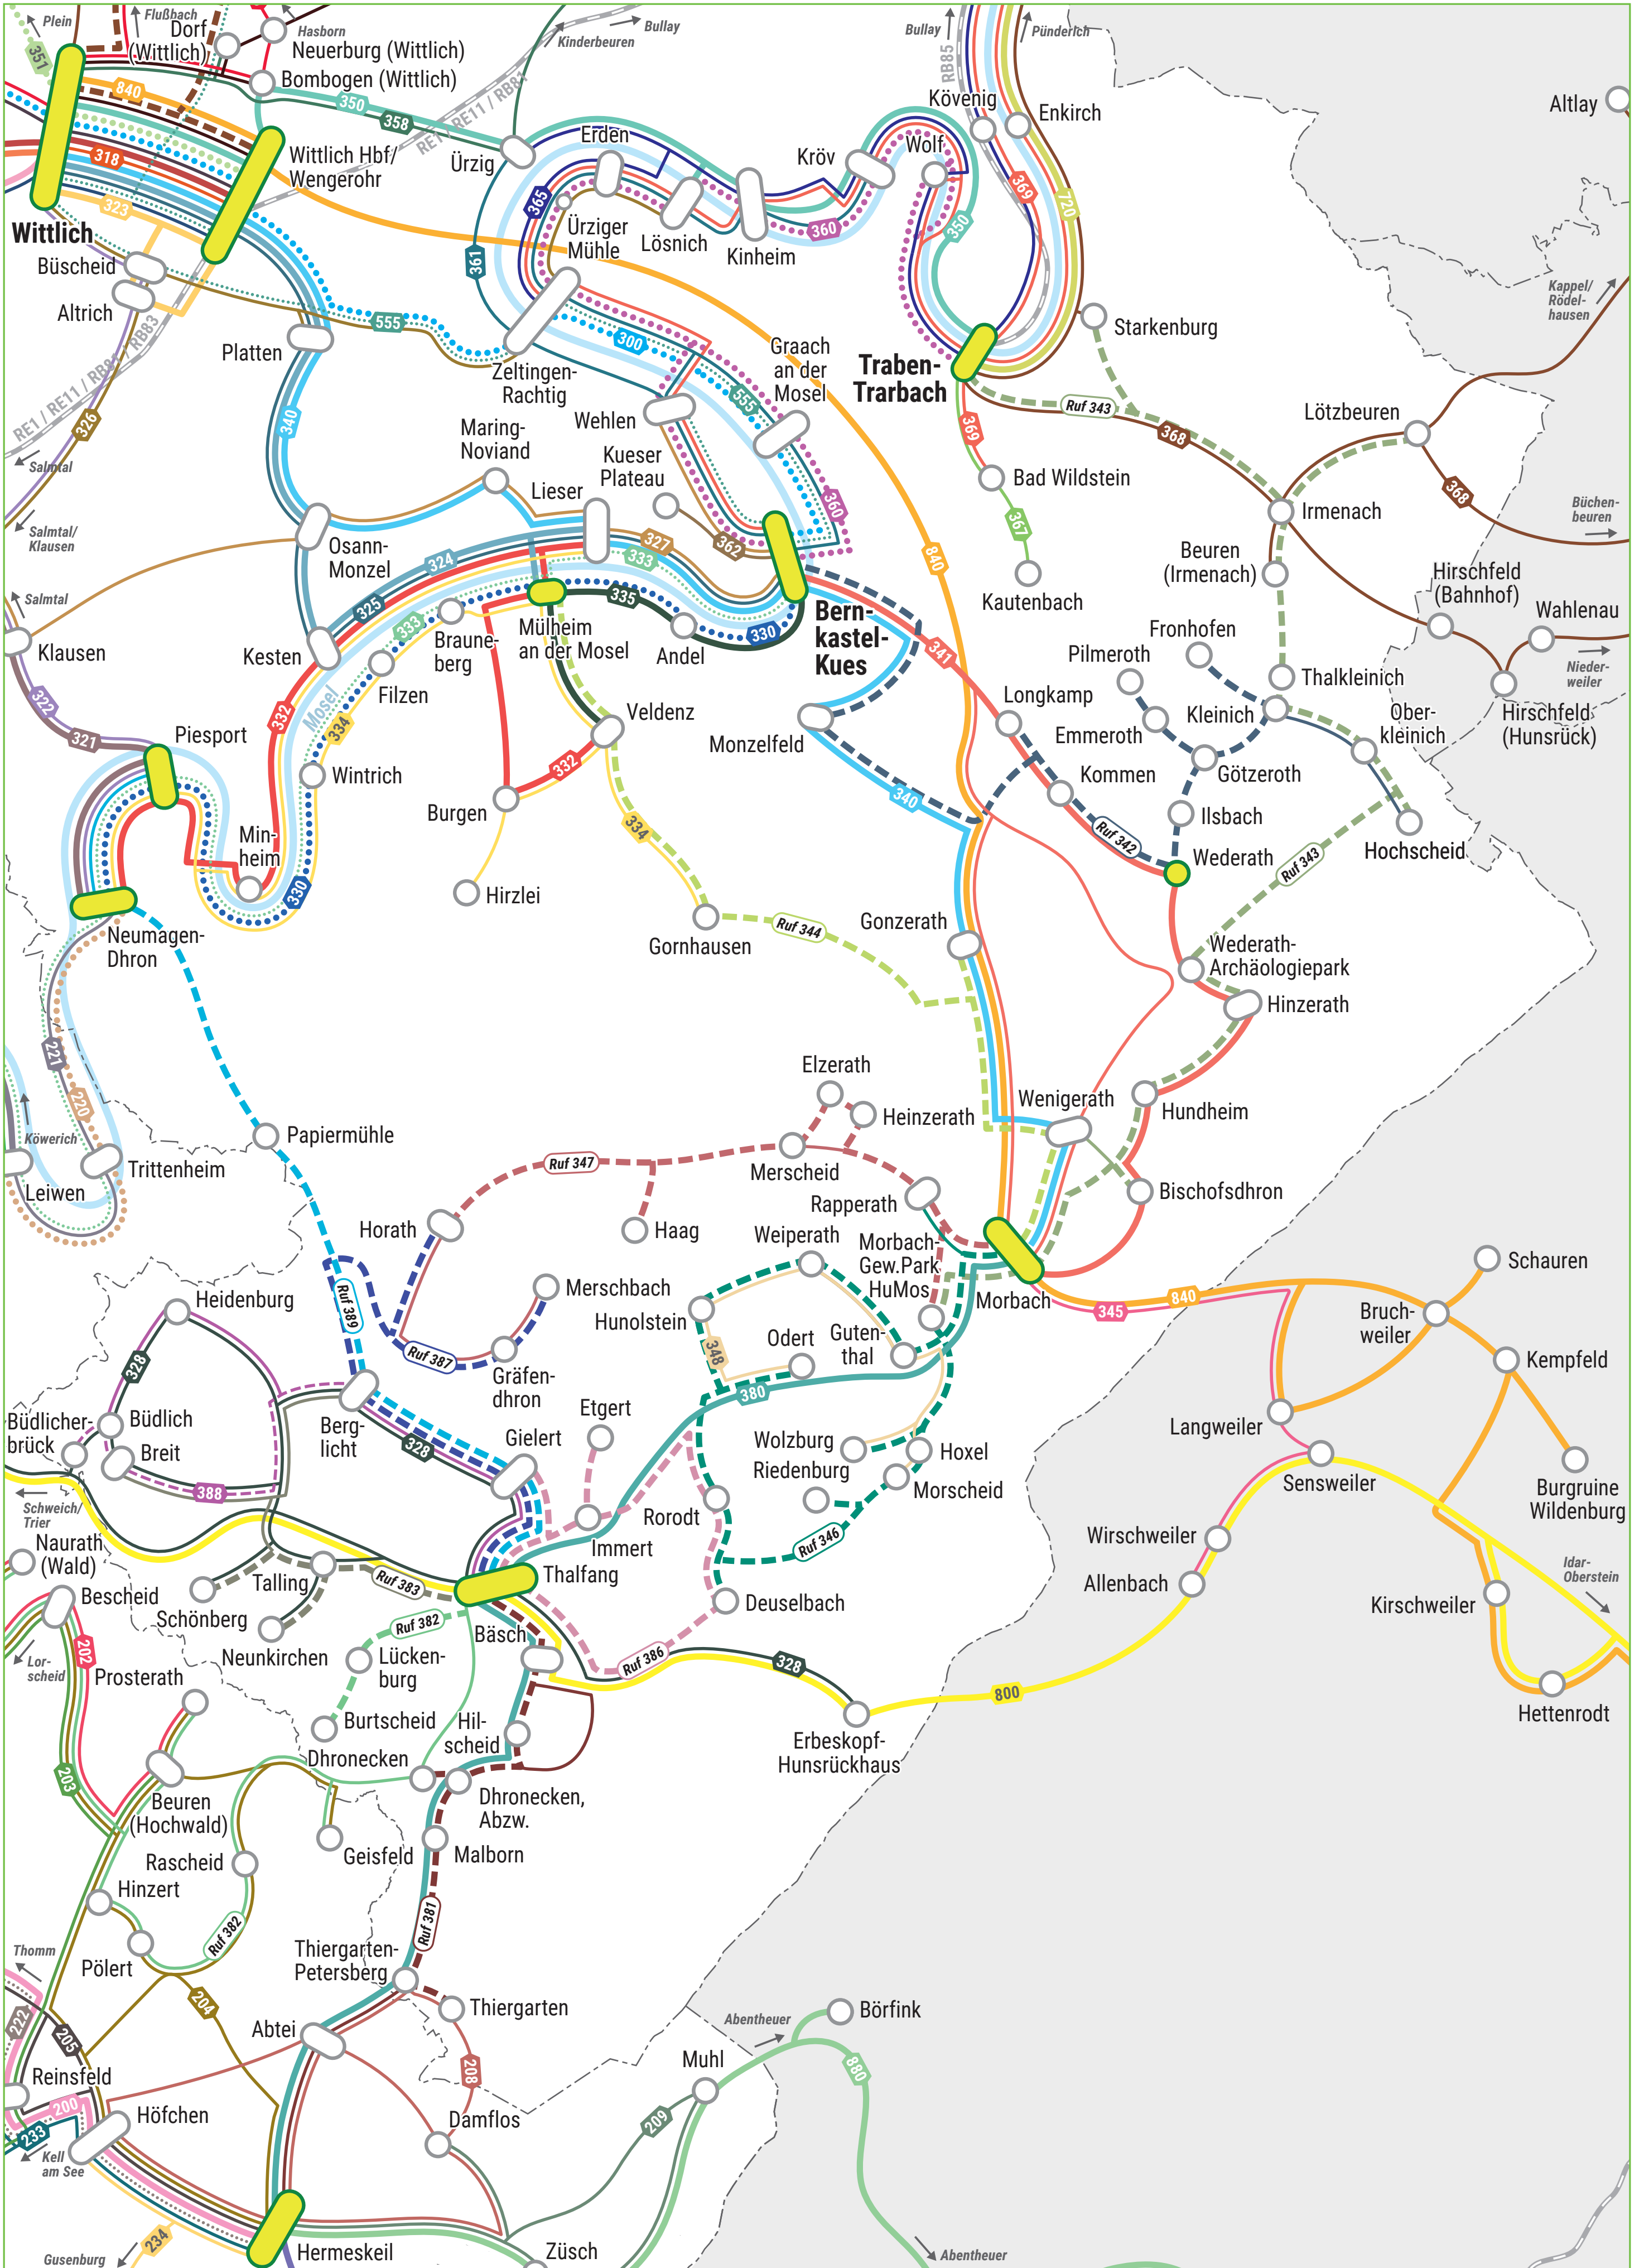 Plein
Flußbach
Hasborn
Bullay
Kinderbeuren
Bullay
Pünderich
351
Dorf
(Wittlich)
Neuerburg (Wittlich)
Bombogen (Wittlich)
840
350
358
RE1 / RE11 / RB81
RB85
Kövenig
Enkirch
Altlay
318
323
Wittlich Hbf/
Wengerohr
Ürzig
Erden
Kröv
Wolf
369
720
Wittlich
Büscheid
Altrich
365
Ürziger
Mühle
Lösnich
Kinheim
360
350
361
Kappel/
Rödel-
hausen
RE1 / RE11 / RB81 / RB83
Platten
555
300
Zeltingen-
Rachtig
Graach
an der
Mosel
555
Traben-
Trarbach
Starkenburg
Ruf 343
368
Lötzbeuren
326
340
Wehlen
Maring-
Noviand
Kueser
Plateau
369
Bad Wildstein
368
Salmtal
Salmtal/
Klausen
Lieser
360
362
367
Irmenach
Büchen-
beuren
Osann-
Monzel
324
327
333
840
Beuren
(Irmenach)
Kautenbach
Hirschfeld
(Bahnhof)
Wahlenau
Salmtal
325
335
Klausen
Kesten
333
Braune-
berg
Mülheim
an der Mosel
Andel
330
Bern-
kastel-
Kues
341
Fronhofen
Pilmeroth
Thalkleinich
Nieder-
weiler
Filzen
322
321
332
Mosel
334
Piesport
Veldenz
Monzelfeld
Longkamp
Emmeroth
Kleinich
Ober-
kleinich
Hirschfeld
(Hunsrück)
Wintrich
332
Burgen
Kommen
Götzeroth
340
Ilsbach
Min-
heim
334
Ruf 342
Wederath
Hochscheid
Ruf 343
330
Hirzlei
Neumagen-
Dhron
Gornhausen
Ruf 344
Gonzerath
Wederath-
Archäologiepark
Hinzerath
221
220
Elzerath
Heinzerath
Wenigerath
Hundheim
Köwerich
Papiermühle
Trittenheim
Leiwen
Ruf 347
Merscheid
Rapperath
Bischofsdhron
Horath
Haag
Weiperath
Morbach-
Gew.Park
HuMos
Morbach
Schauren
Ruf 389
Merschbach
Heidenburg
Hunolstein
345
840
Bruch-
weiler
328
Ruf 387
Gräfen-
dhron
348
Odert
Guten-
thal
Kempfeld
380
Büdlicher-
brück
Büdlich
Breit
Berg-
licht
328
Gielert
Etgert
Wolzburg
Riedenburg
Hoxel
Morscheid
Langweiler
Sensweiler
Burgruine
Wildenburg
388
Schweich/
Trier
Rorodt
Immert
Ruf 346
Wirschweiler
Naurath
(Wald)
Talling
Ruf 383
Thalfang
Allenbach
Idar-
Oberstein
Bescheid
Schönberg
Deuselbach
Kirschweiler
Ruf 382
Bäsch
Neunkirchen
Lücken-
burg
Ruf 386
328
Lor-
scheid
202
Prosterath
800
Burtscheid
Hil-
scheid
Erbeskopf-
Hunsrückhaus
Hettenrodt
Dhronecken
203
Beuren
(Hochwald)
Dhronecken,
Abzw.
Geisfeld
Malborn
Rascheid
Hinzert
Ruf 382
Ruf 381
Thomm
Pölert
Thiergarten-
Petersberg
204
Thiergarten
Börfink
Abentheuer
222
205
Abtei
208
Muhl
880
Reinsfeld
200
Höfchen
233
Damflos
209
Kell
am See
234
Gusenburg
Hermeskeil
Züsch
Abentheuer